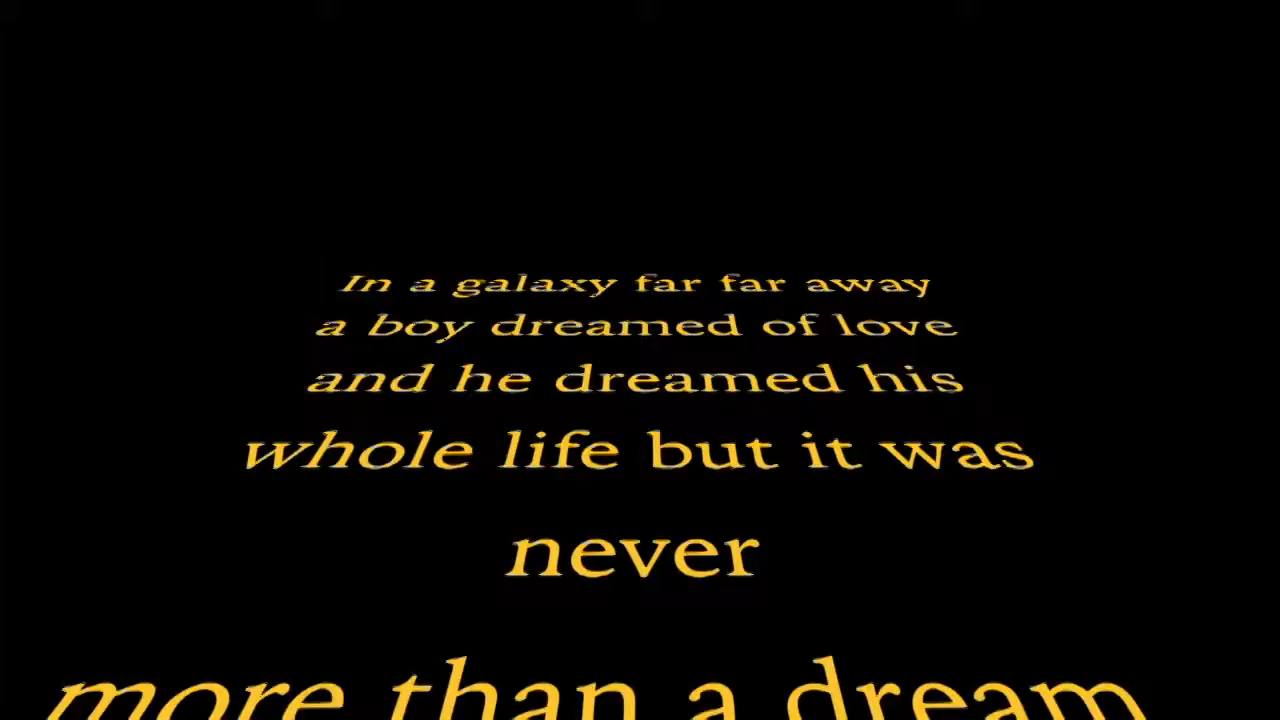 In a galaxy far far away
a boy dreamed of love
and he dreamed his
whole life but it was
never
more than a dream